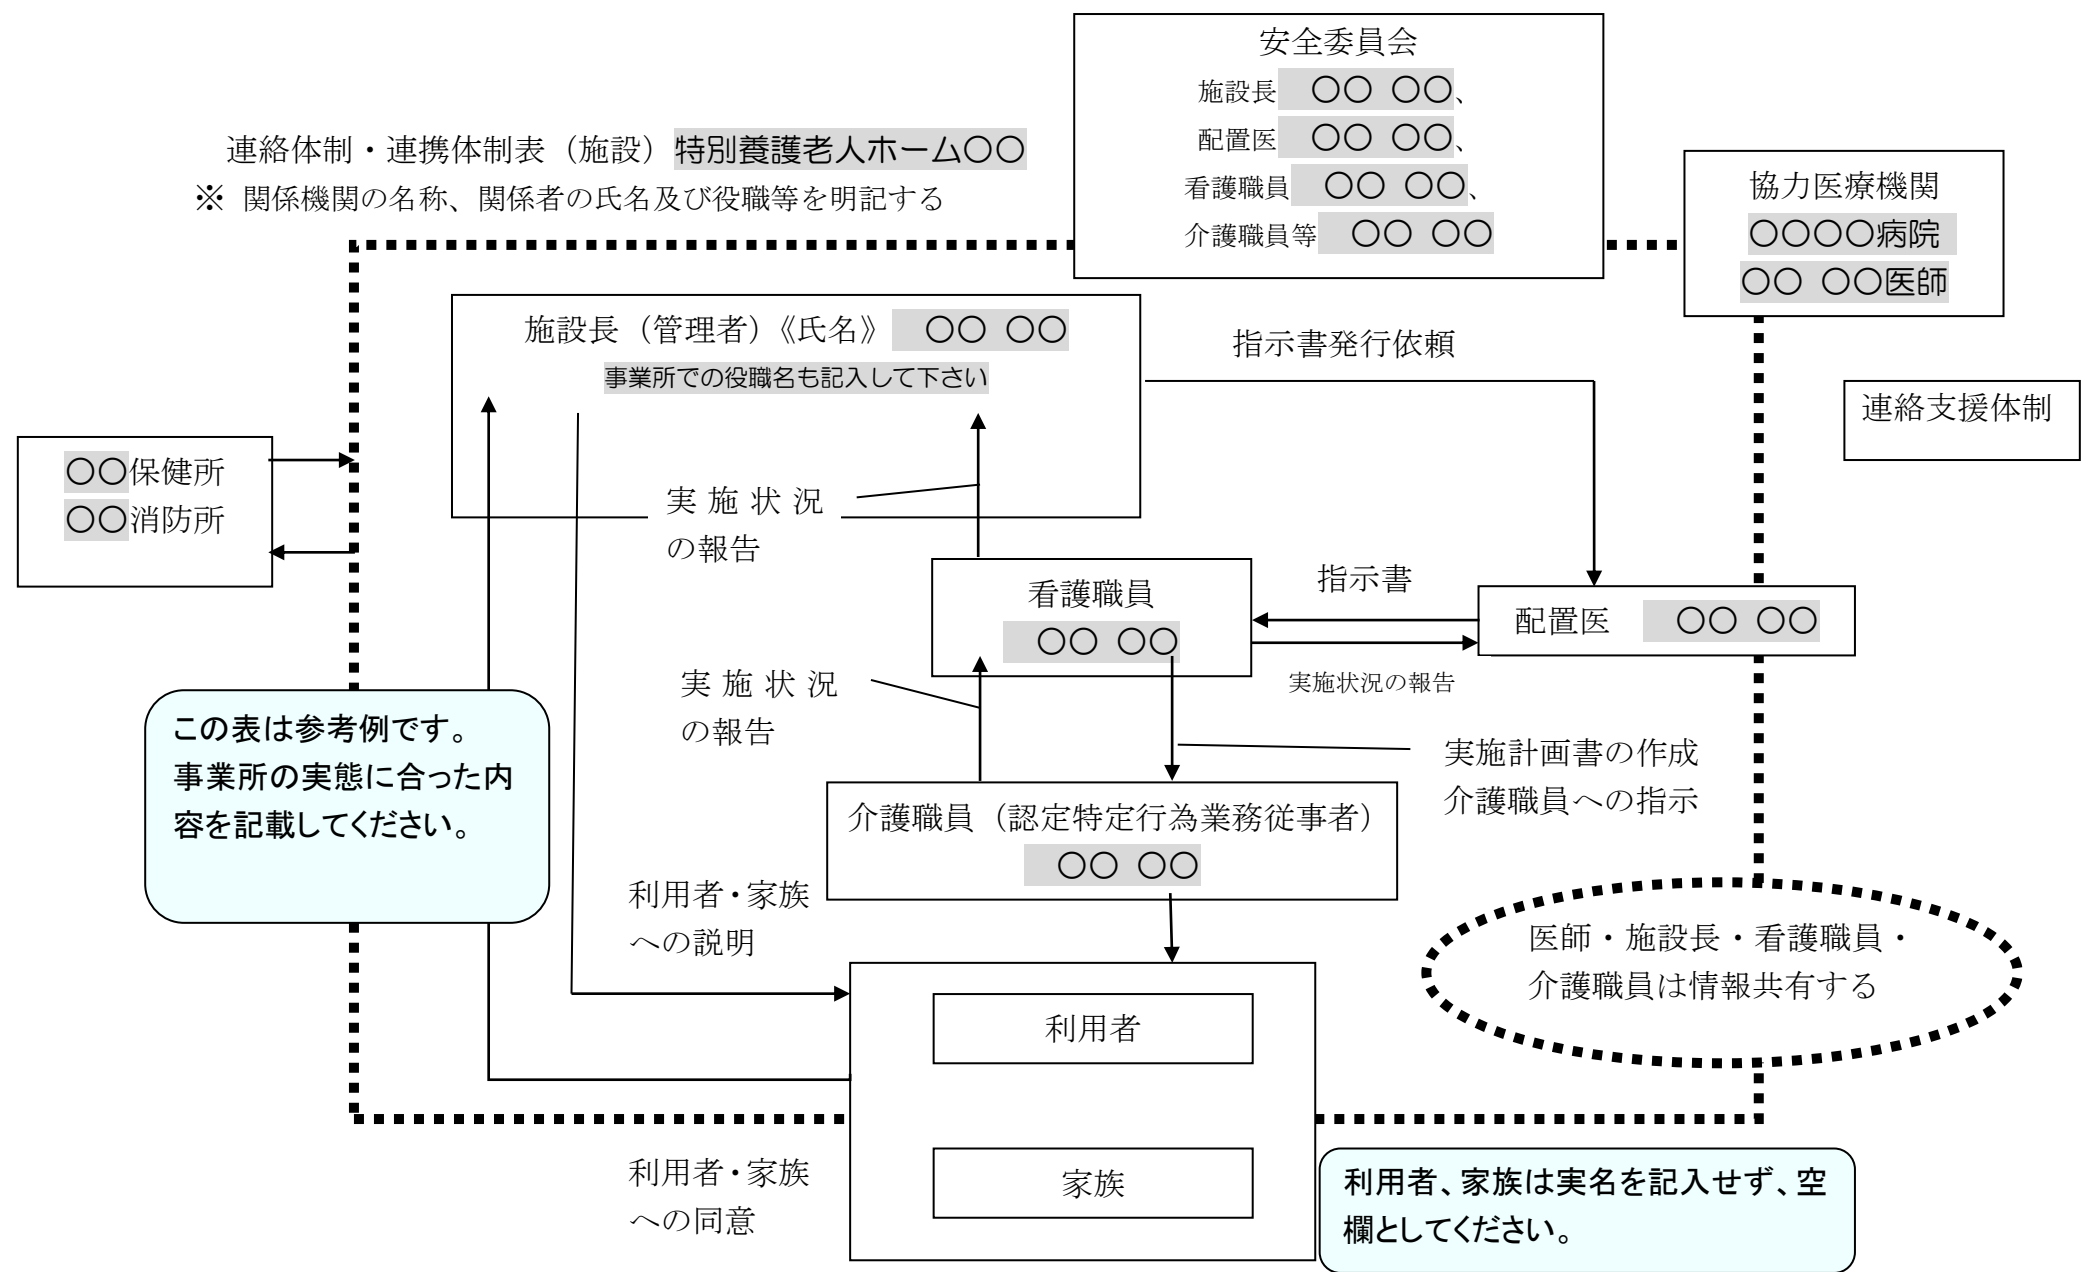 安全委員会
施設長　〇〇 〇〇、
配置医　〇〇 〇〇、
看護職員　〇〇 〇〇、
介護職員等　〇〇 〇〇
連絡体制・連携体制表（施設）特別養護老人ホーム〇〇
※ 関係機関の名称、関係者の氏名及び役職等を明記する
協力医療機関
〇〇〇〇病院
〇〇 〇〇医師
施設長（管理者）《氏名》　〇〇 〇〇
事業所での役職名も記入して下さい
指示書発行依頼
連絡支援体制
〇〇保健所
〇〇消防所
実施状況
の報告
看護職員
〇〇 〇〇
指示書
配置医　〇〇 〇〇
実施状況の報告
実施状況
の報告
この表は参考例です。
事業所の実態に合った内
容を記載してください。
実施計画書の作成
介護職員への指示
介護職員（認定特定行為業務従事者）
〇〇 〇〇
利用者・家族
への説明
医師・施設長・看護職員・
介護職員は情報共有する
利用者
家族
利用者・家族
への同意
利用者、家族は実名を記入せず、空
欄としてください。